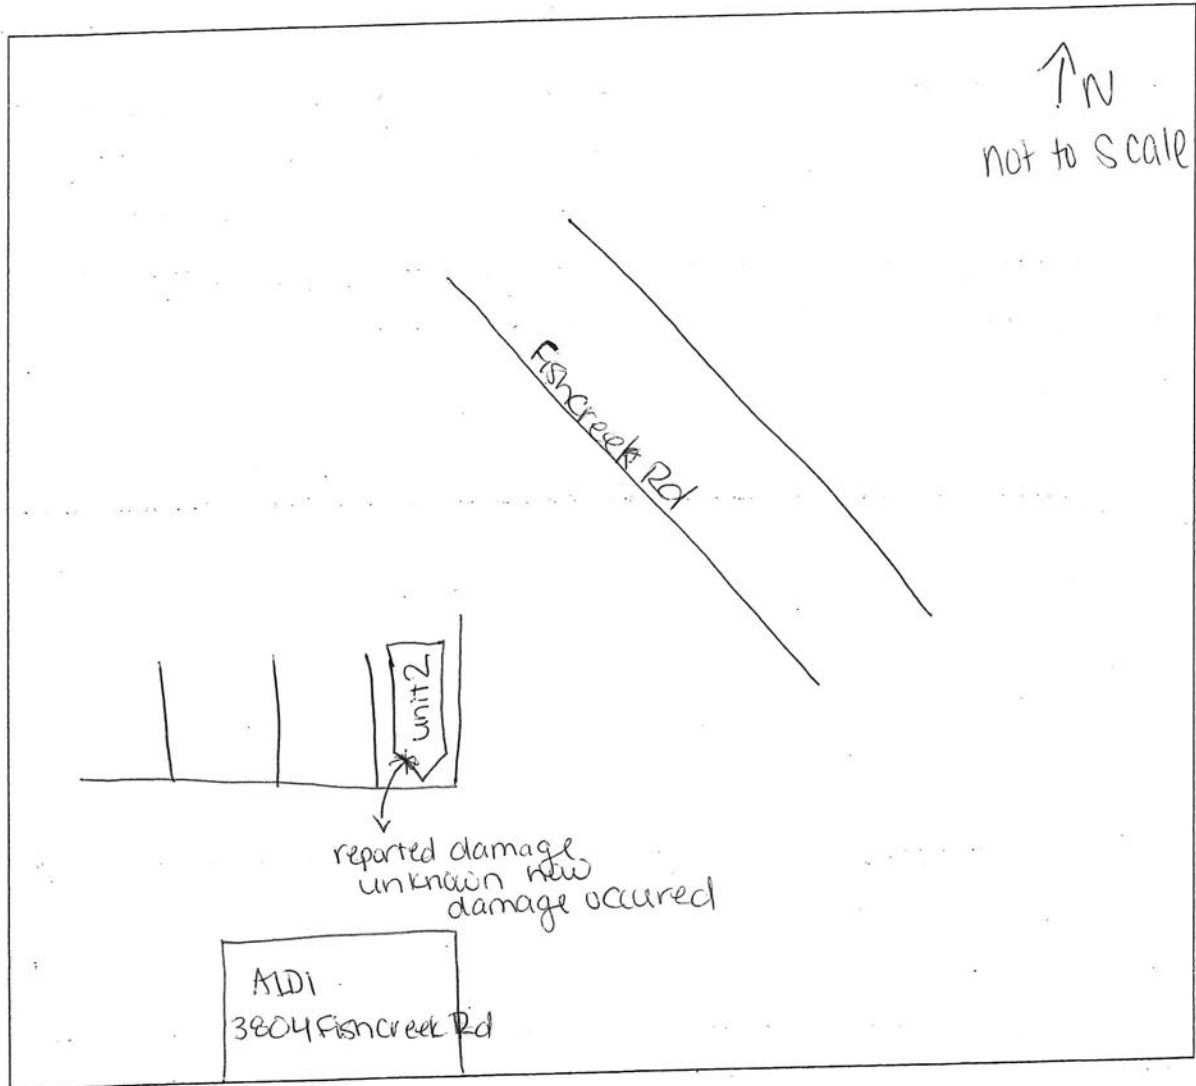 N
not to Scale
Fishcreek Rd
unit 2
reported damage
unknown how
damage occured
ALDI
3804 Fishcreek Rd